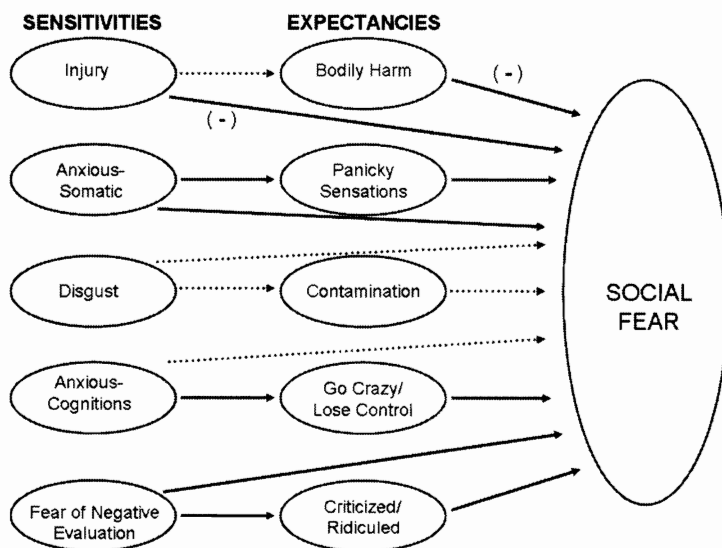 SENSITIVITIES
EXPECTANCIES
Injury
Bodily Harm
( - )
( - )
Anxious-
Somatic
Panicky
Sensations
Disgust
Contamination
SOCIAL
FEAR
Anxious-
Cognitions
Go Crazy/
Lose Control
Fear of Negative
Evaluation
Criticized/
Ridiculed